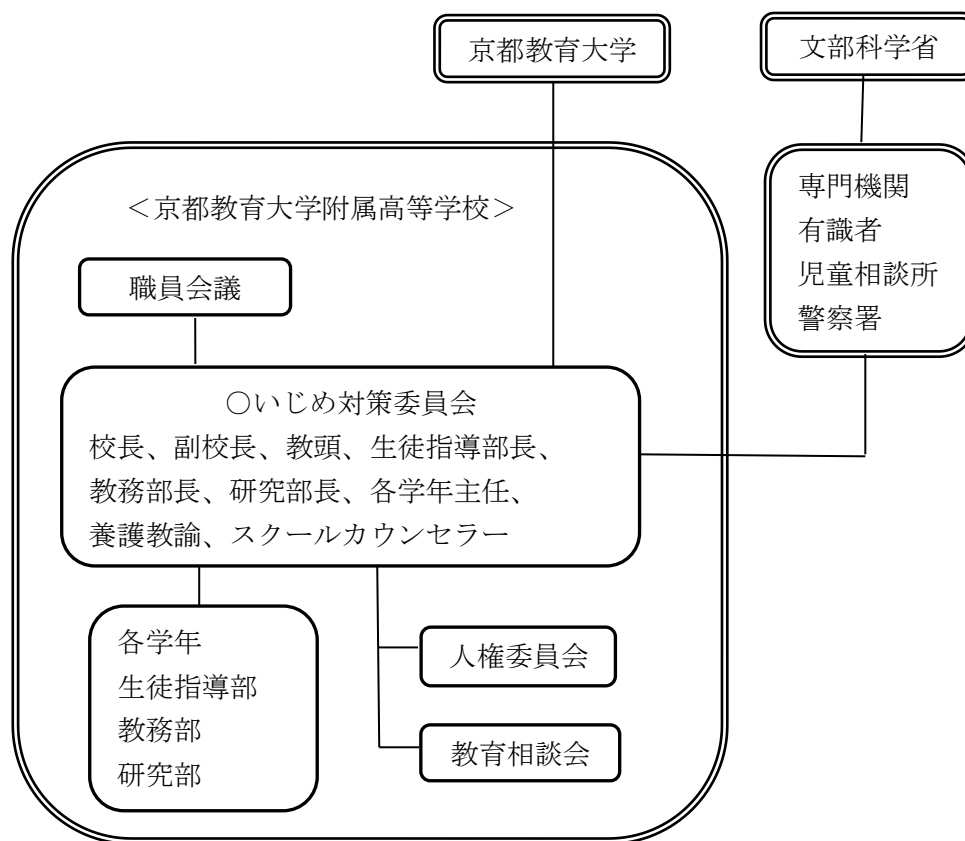 京都教育大学
文部科学省
専門機関
有識者
児童相談所
警察署
＜京都教育大学附属高等学校＞
職員会議
○いじめ対策委員会
校長、副校長、教頭、生徒指導部長、
教務部長、研究部長、各学年主任、
養護教諭、スクールカウンセラー
各学年
生徒指導部
教務部
研究部
人権委員会
教育相談会